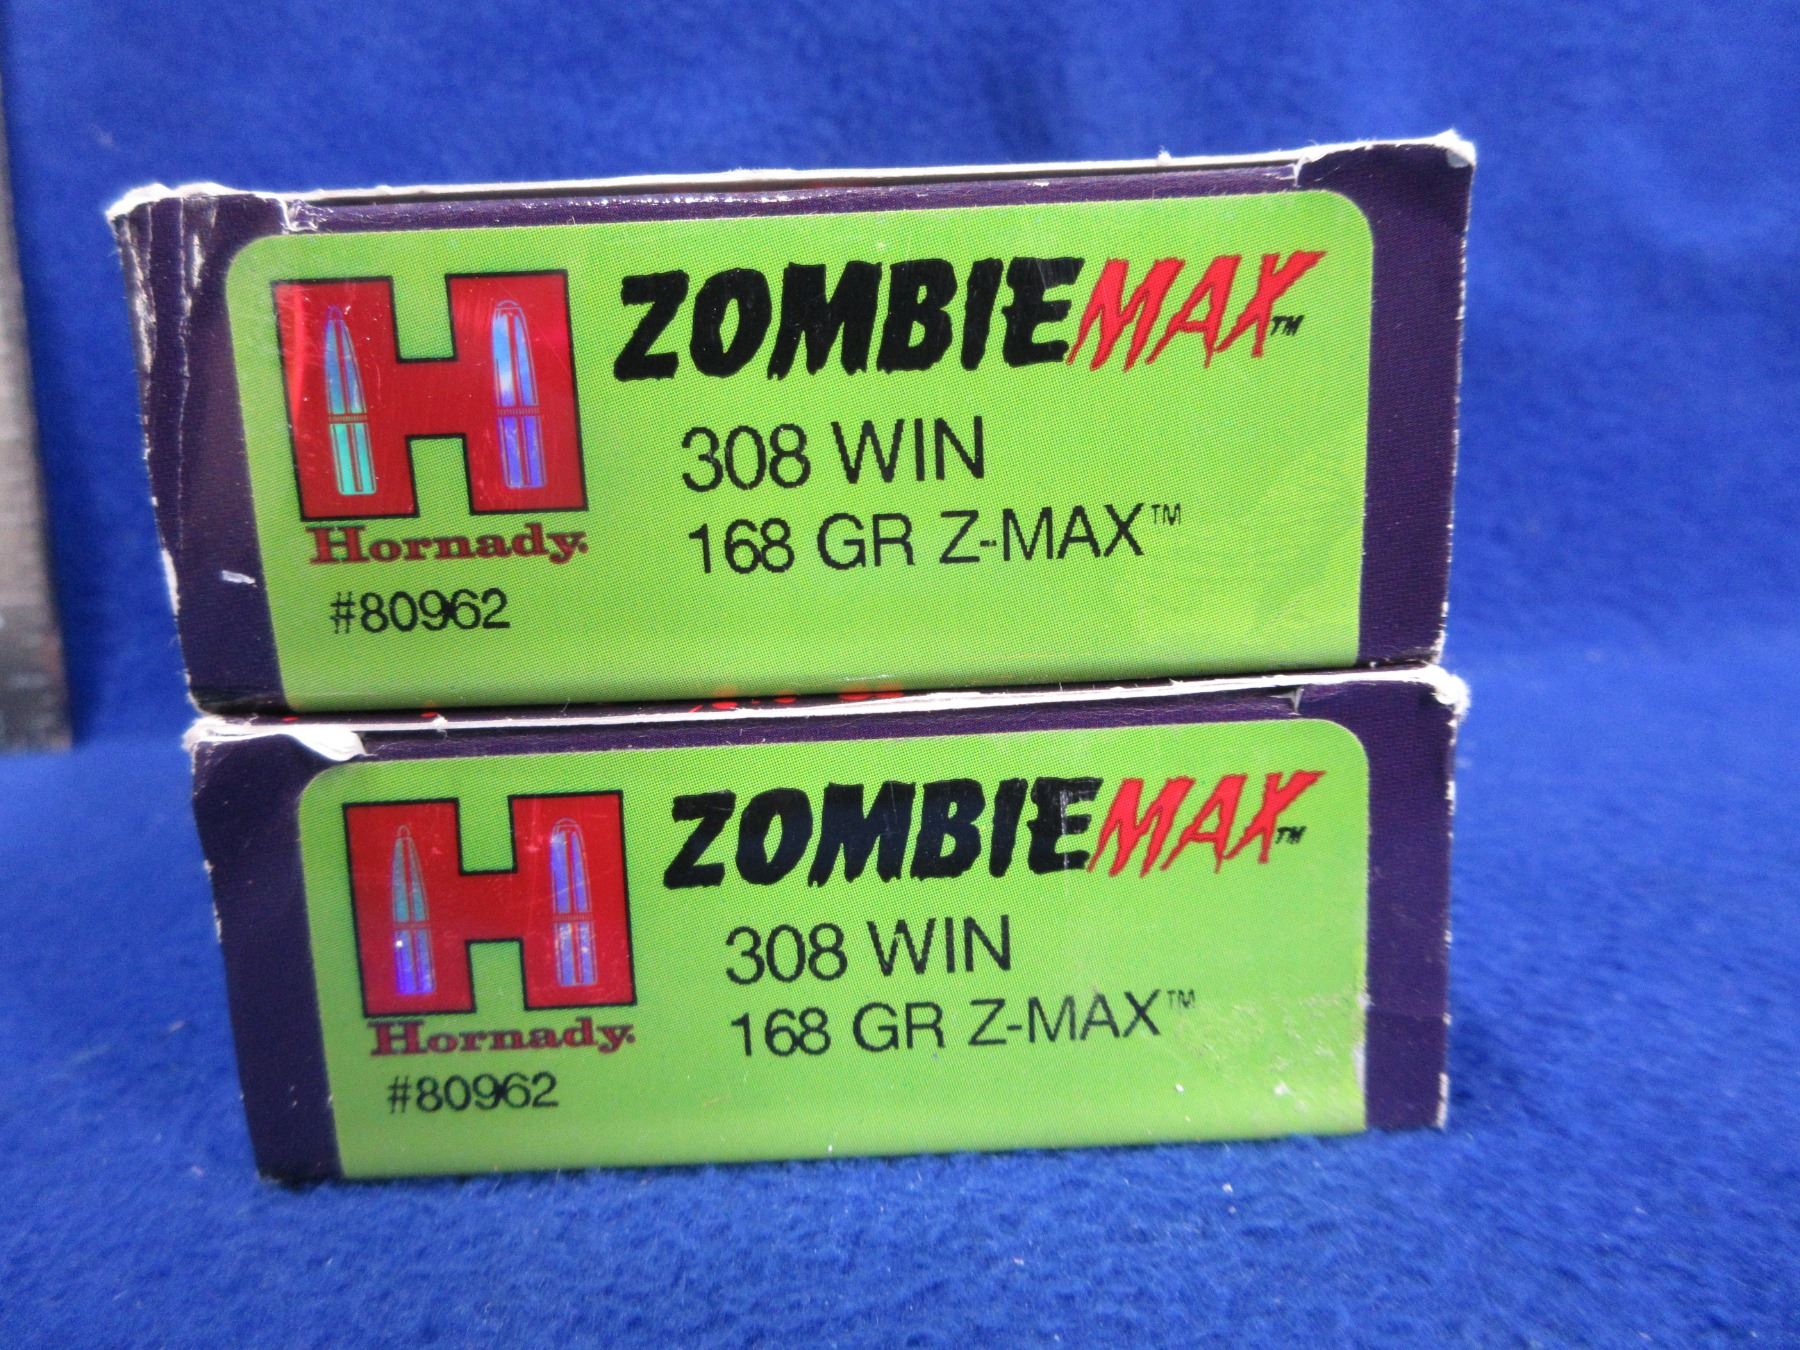 ZOMBIEMAX™
308 WIN
168 GR Z-MAX™
Hornady.
#80962
ZOMBIEMAX™
308 WIN
168 GR Z-MAX™
Hornady.
#80962